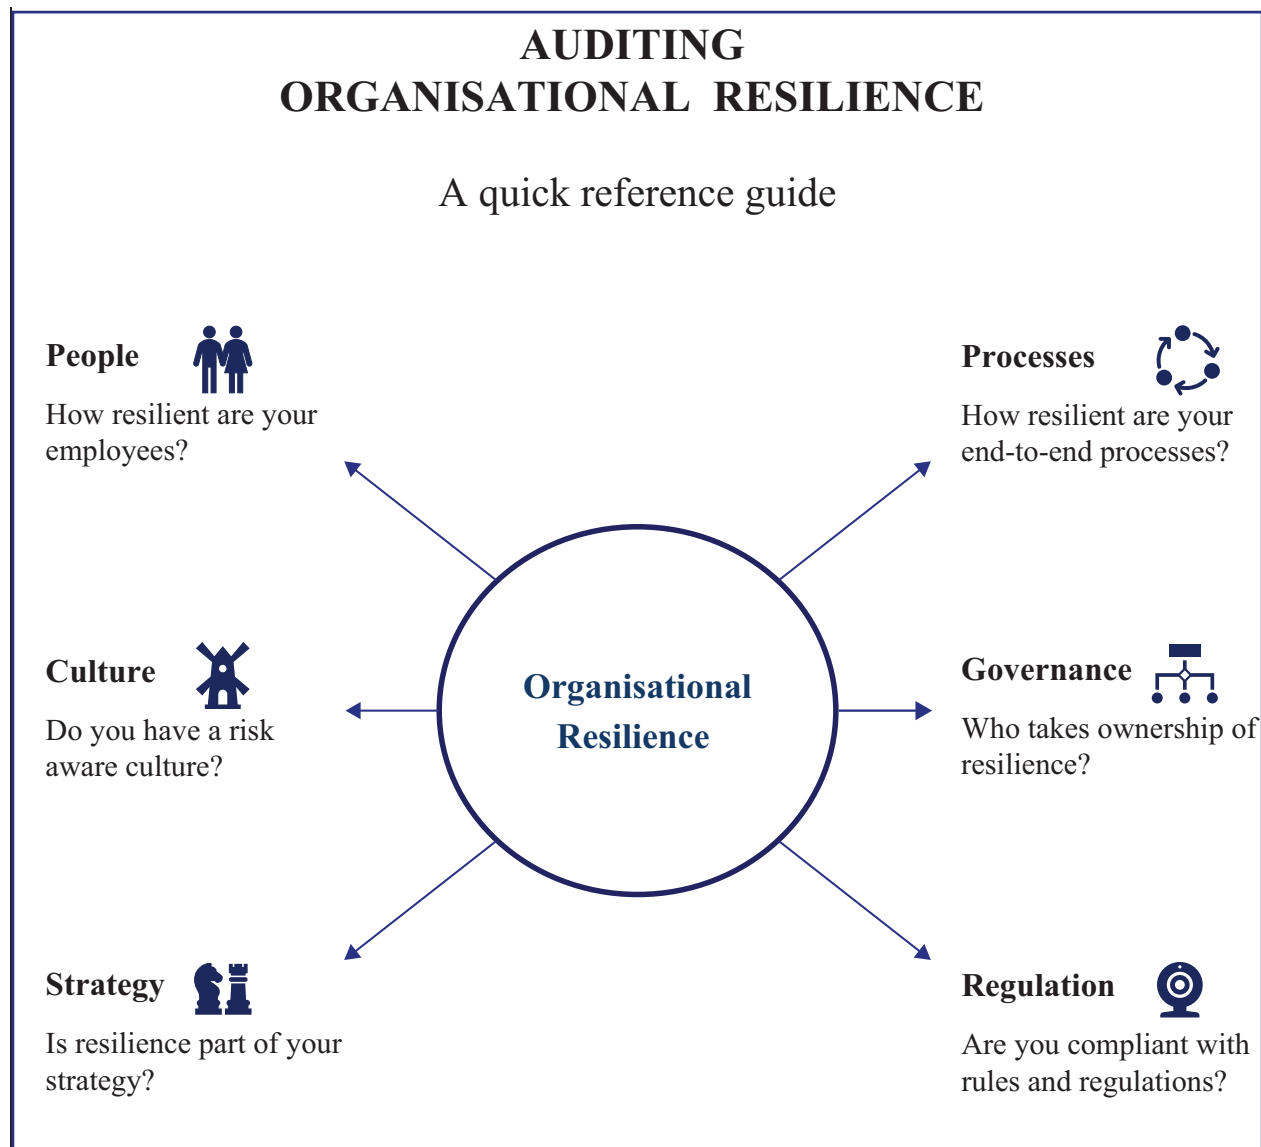 AUDITING
ORGANISATIONAL RESILIENCE
A quick reference guide
People
How resilient are your
employees?
Processes
How resilient are your
end-to-end processes?
Culture
Do you have a risk
aware culture?
Organisational
Resilience
Governance
Who takes ownership of
resilience?
Strategy
Is resilience part of your
strategy?
Regulation
Are you compliant with
rules and regulations?